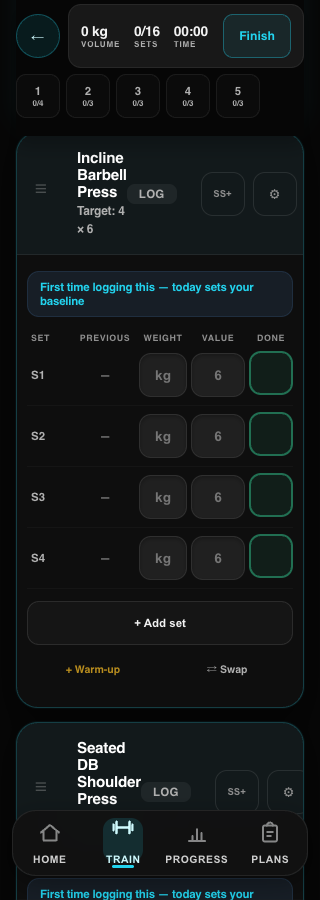 ←
0 kg 0/16 00:00 Finish
VOLUME SETS TIME
1 2 3 4 5
0/4 0/3 0/3 0/3 0/3
Incline
Barbell
Press LOG SS+
Target: 4
× 6
First time logging this — today sets your
baseline
SET PREVIOUS WEIGHT VALUE DONE
S1 – kg 6
S2 – kg 6
S3 – kg 6
S4 – kg 6
+ Add set
+ Warm-up ⇄ Swap
Seated
DB
Shoulder
Press LOG SS+
HOME TRAIN PROGRESS PLANS
First time logging this — today sets your